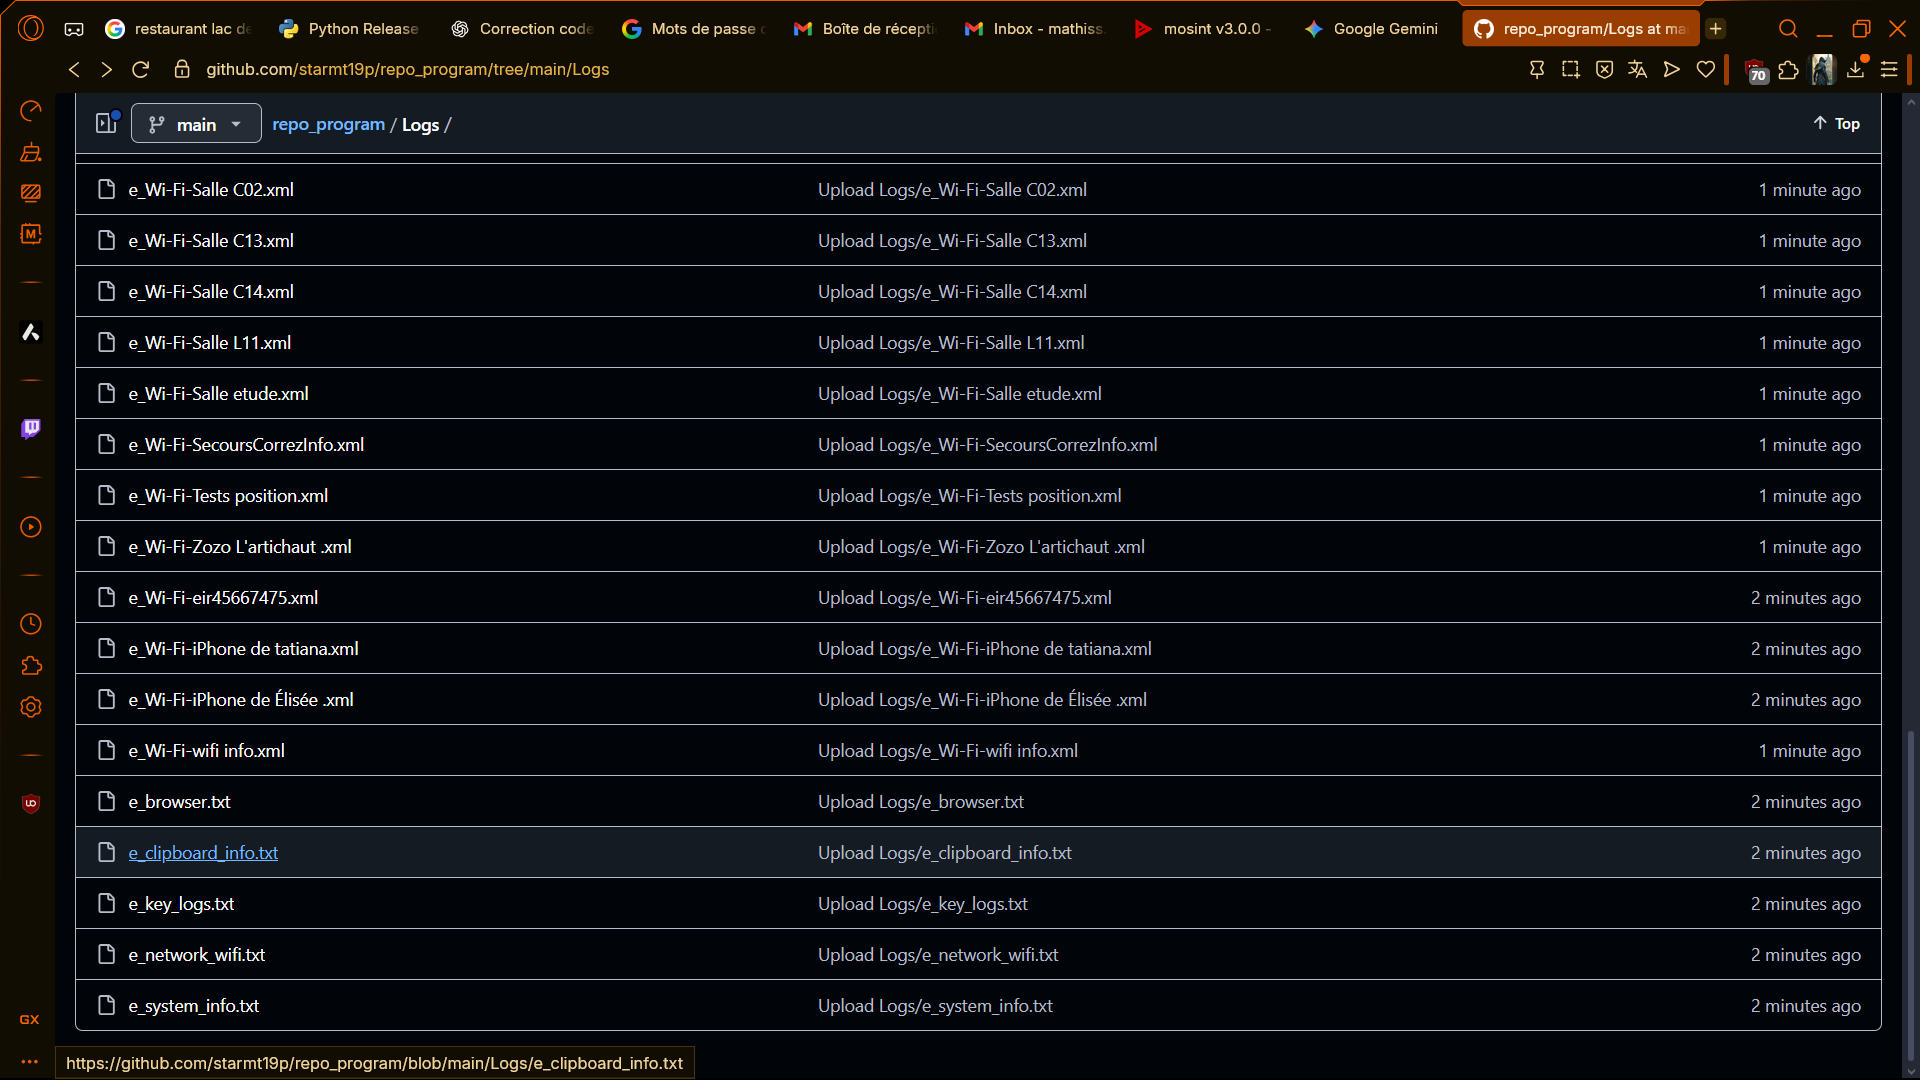 restaurant lac de
Python Release
Correction code
Mots de passe
Boîte de récepti
Inbox - mathiss.
mosint v3.0.0 -
Google Gemini
repo_program/Logs at ma
github.com/starmt19p/repo_program/tree/main/Logs
70
main
repo_program / Logs /
Top
e_Wi-Fi-Salle C02.xml Upload Logs/e_Wi-Fi-Salle C02.xml 1 minute ago
e_Wi-Fi-Salle C13.xml Upload Logs/e_Wi-Fi-Salle C13.xml 1 minute ago
e_Wi-Fi-Salle C14.xml Upload Logs/e_Wi-Fi-Salle C14.xml 1 minute ago
e_Wi-Fi-Salle L11.xml Upload Logs/e_Wi-Fi-Salle L11.xml 1 minute ago
e_Wi-Fi-Salle etude.xml Upload Logs/e_Wi-Fi-Salle etude.xml 1 minute ago
e_Wi-Fi-SecoursCorrezInfo.xml Upload Logs/e_Wi-Fi-SecoursCorrezInfo.xml 1 minute ago
e_Wi-Fi-Tests position.xml Upload Logs/e_Wi-Fi-Tests position.xml 1 minute ago
e_Wi-Fi-Zozo L'artichaut .xml Upload Logs/e_Wi-Fi-Zozo L'artichaut .xml 1 minute ago
e_Wi-Fi-eir45667475.xml Upload Logs/e_Wi-Fi-eir45667475.xml 2 minutes ago
e_Wi-Fi-iPhone de tatiana.xml Upload Logs/e_Wi-Fi-iPhone de tatiana.xml 2 minutes ago
e_Wi-Fi-iPhone de Élisée .xml Upload Logs/e_Wi-Fi-iPhone de Élisée .xml 2 minutes ago
e_Wi-Fi-wifi info.xml Upload Logs/e_Wi-Fi-wifi info.xml 1 minute ago
e_browser.txt Upload Logs/e_browser.txt 2 minutes ago
e_clipboard_info.txt Upload Logs/e_clipboard_info.txt 2 minutes ago
e_key_logs.txt Upload Logs/e_key_logs.txt 2 minutes ago
e_network_wifi.txt Upload Logs/e_network_wifi.txt 2 minutes ago
e_system_info.txt Upload Logs/e_system_info.txt 2 minutes ago
GX
https://github.com/starmt19p/repo_program/blob/main/Logs/e_clipboard_info.txt